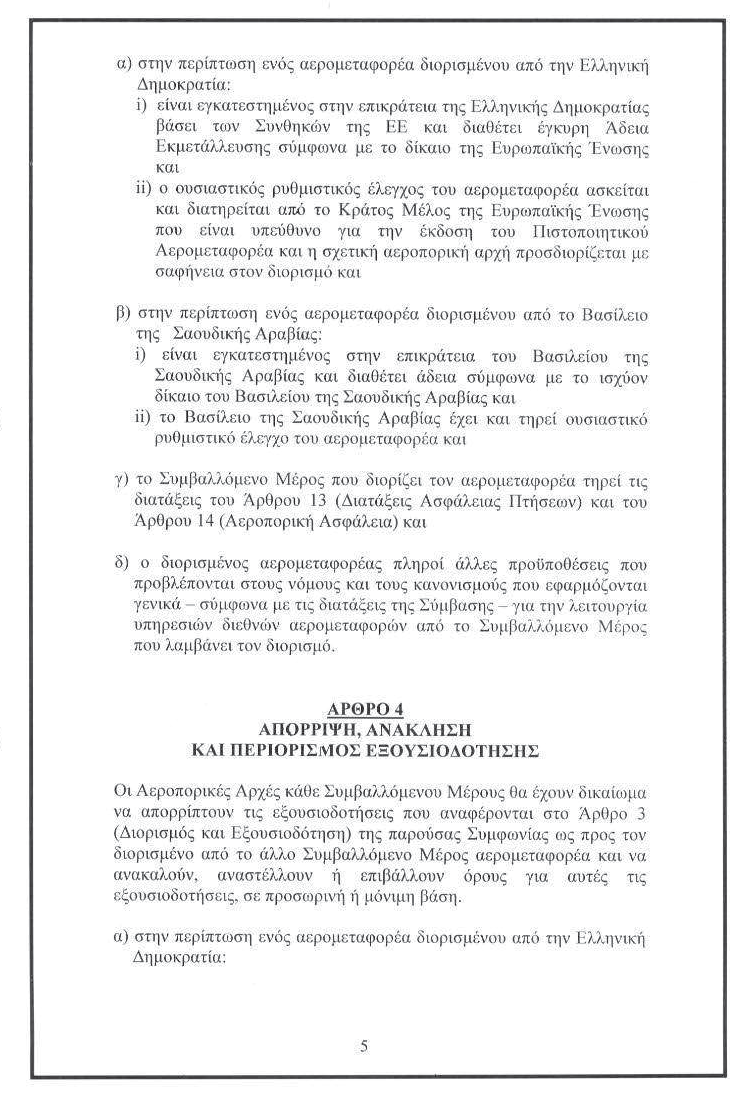 α) στην περίπτωση ενός αερομεταφορέα διορισμένου από την Ελληνική
Δημοκρατία:
i) είναι εγκατεστημένος στην επικράτεια της Ελληνικής Δημοκρατίας
βάσει των Συνθηκών της ΕΕ και διαθέτει έγκυρη Άδεια
Εκμετάλλευσης σύμφωνα με το δίκαιο της Ευρωπαϊκής Ένωσης
και
ii) ο ουσιαστικός ρυθμιστικός έλεγχος του αερομεταφορέα ασκείται
και διατηρείται από το Κράτος Μέλος της Ευρωπαϊκής Ένωσης
που είναι υπεύθυνο για την έκδοση του Πιστοποιητικού
Αερομεταφορέα και η σχετική αεροπορική αρχή προσδιορίζεται με
σαφήνεια στον διορισμό και
β) στην περίπτωση ενός αερομεταφορέα διορισμένου από το Βασίλειο
της Σαουδικής Αραβίας:
i) είναι εγκατεστημένος στην επικράτεια του Βασιλείου της
Σαουδικής Αραβίας και διαθέτει άδεια σύμφωνα με το ισχύον
δίκαιο του Βασιλείου της Σαουδικής Αραβίας και
ii) το Βασίλειο της Σαουδικής Αραβίας έχει και τηρεί ουσιαστικό
ρυθμιστικό έλεγχο του αερομεταφορέα και
γ) το Συμβαλλόμενο Μέρος που διορίζει τον αερομεταφορέα τηρεί τις
διατάξεις του Άρθρου 13 (Διατάξεις Ασφάλειας Πτήσεων) και του
Άρθρου 14 (Αεροπορική Ασφάλεια) και
δ) ο διορισμένος αερομεταφορέας πληροί άλλες προϋποθέσεις που
προβλέπονται στους νόμους και τους κανονισμούς που εφαρμόζονται
γενικά – σύμφωνα με τις διατάξεις της Σύμβασης – για την λειτουργία
υπηρεσιών διεθνών αερομεταφορών από το Συμβαλλόμενο Μέρος
που λαμβάνει τον διορισμό.
ΑΡΘΡΟ 4
ΑΠΟΡΡΙΨΗ, ΑΝΑΚΛΗΣΗ
ΚΑΙ ΠΕΡΙΟΡΙΣΜΟΣ ΕΞΟΥΣΙΟΔΟΤΗΣΗΣ
Οι Αεροπορικές Αρχές κάθε Συμβαλλόμενου Μέρους θα έχουν δικαίωμα
να απορρίπτουν τις εξουσιοδοτήσεις που αναφέρονται στο Άρθρο 3
(Διορισμός και Εξουσιοδότηση) της παρούσας Συμφωνίας ως προς τον
διορισμένο από το άλλο Συμβαλλόμενο Μέρος αερομεταφορέα και να
ανακαλούν, αναστέλλουν ή επιβάλλουν όρους για αυτές τις
εξουσιοδοτήσεις, σε προσωρινή ή μόνιμη βάση.
α) στην περίπτωση ενός αερομεταφορέα διορισμένου από την Ελληνική
Δημοκρατία:
5